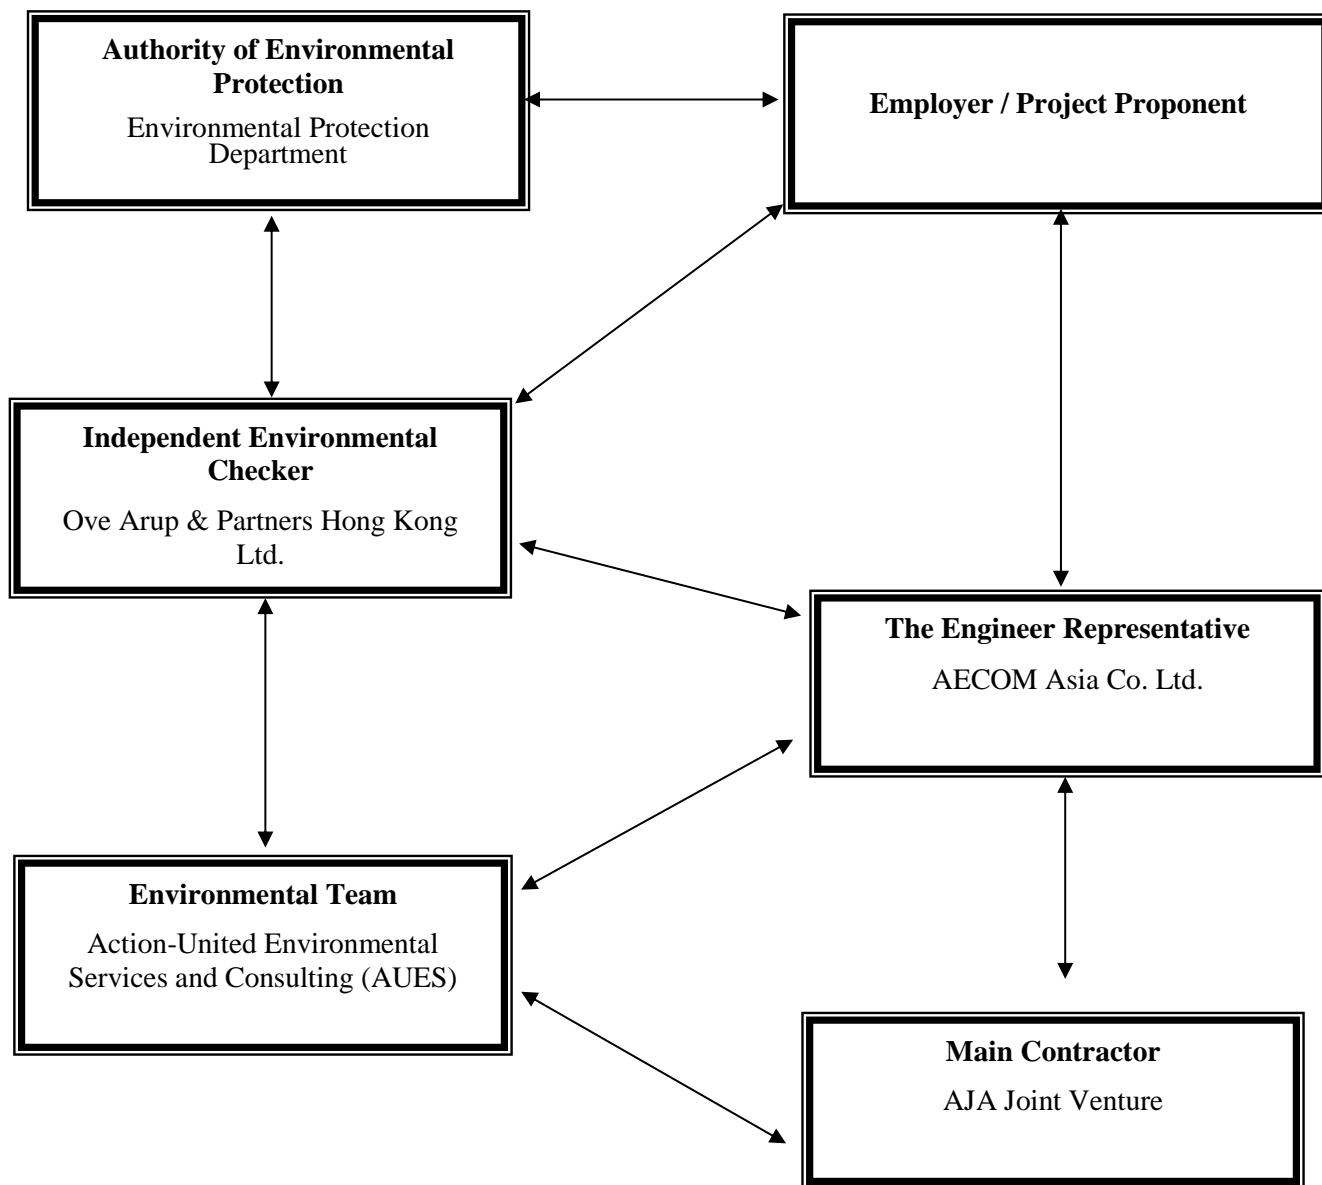 Authority of Environmental
Protection
Environmental Protection
Department
Employer / Project Proponent
Independent Environmental
Checker
Ove Arup & Partners Hong Kong
Ltd.
The Engineer Representative
AECOM Asia Co. Ltd.
Environmental Team
Action-United Environmental
Services and Consulting (AUES)
Main Contractor
AJA Joint Venture